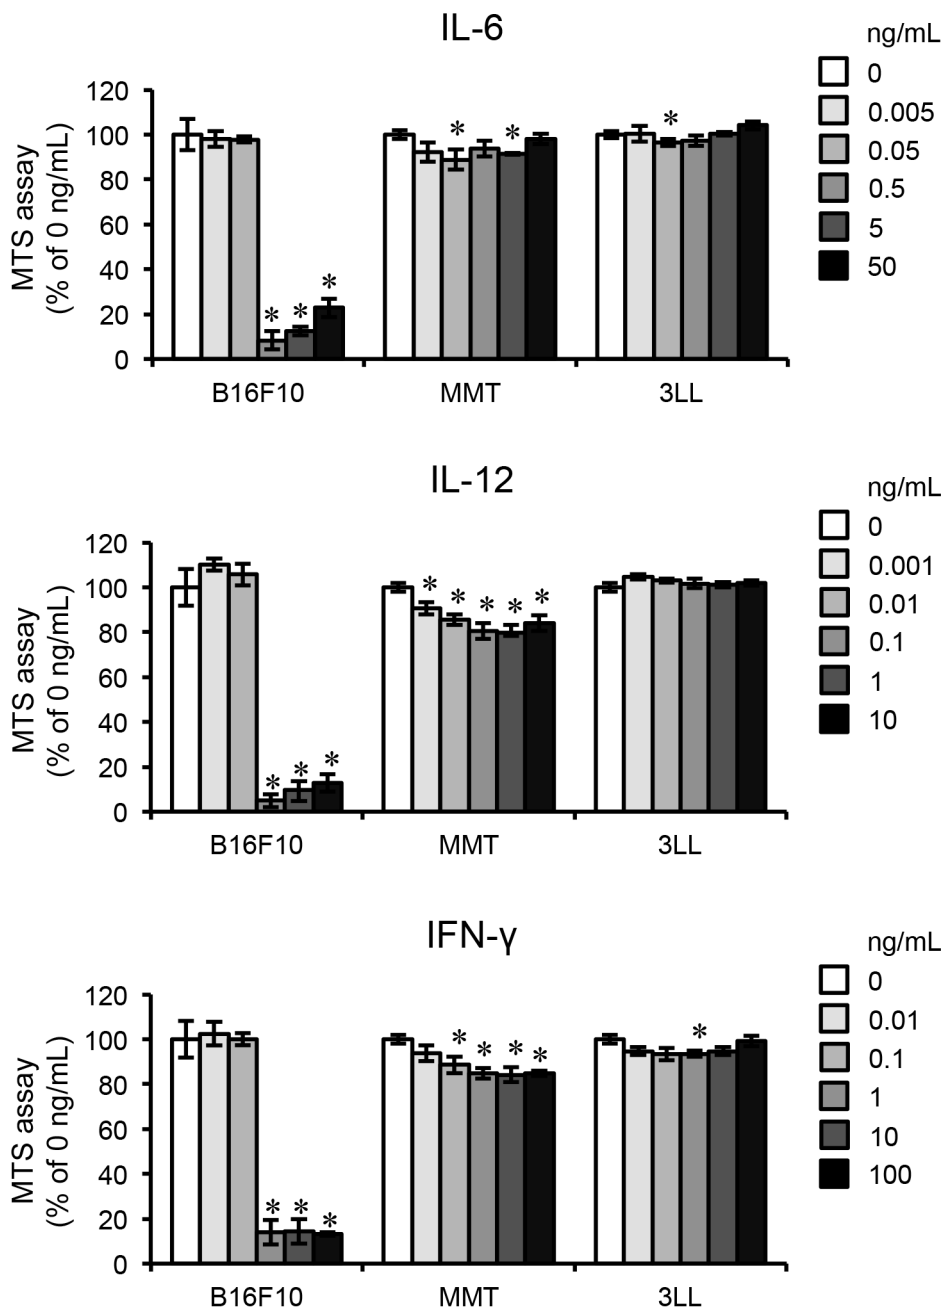 IL-6
ng/mL
0
0.005
0.05
0.5
5
50
MTS assay
(% of 0 ng/mL)
120
100
80
60
40
20
0
* * *
* *
*
B16F10 MMT 3LL
IL-12
ng/mL
0
0.001
0.01
0.1
1
10
MTS assay
(% of 0 ng/mL)
120
100
80
60
40
20
0
* * *
* * * * *
B16F10 MMT 3LL
IFN-γ
ng/mL
0
0.01
0.1
1
10
100
MTS assay
(% of 0 ng/mL)
120
100
80
60
40
20
0
* * *
* * * *
*
B16F10 MMT 3LL